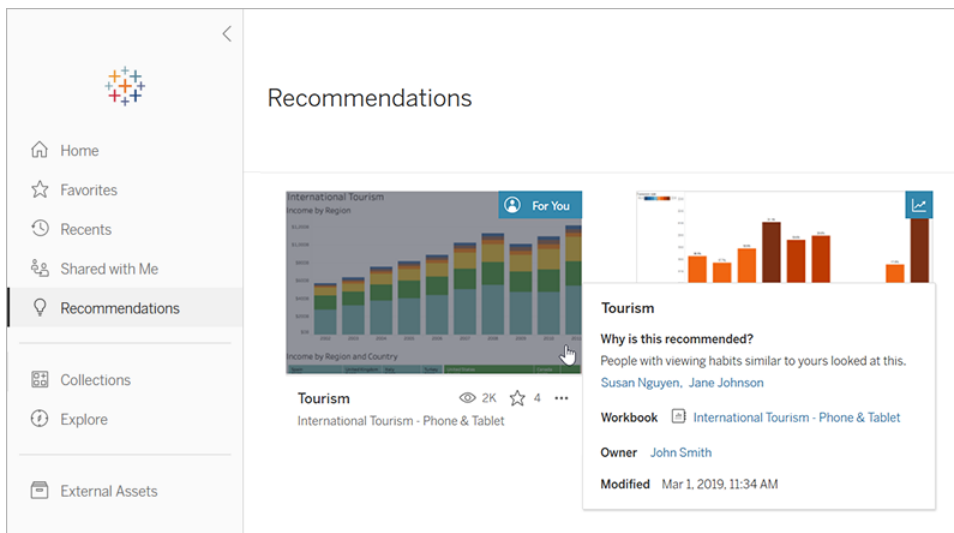 Recommendations
Home
Favorites
Recents
Shared with Me
Recommendations
Collections
Explore
External Assets
International Tourism
For You
Income by Region
Income by Region and Country
Tourism 2K 4
International Tourism - Phone & Tablet
Tourism
Why is this recommended?
People with viewing habits similar to yours looked at this.
Susan Nguyen, Jane Johnson
Workbook International Tourism - Phone & Tablet
Owner John Smith
Modified Mar 1, 2019, 11:34 AM